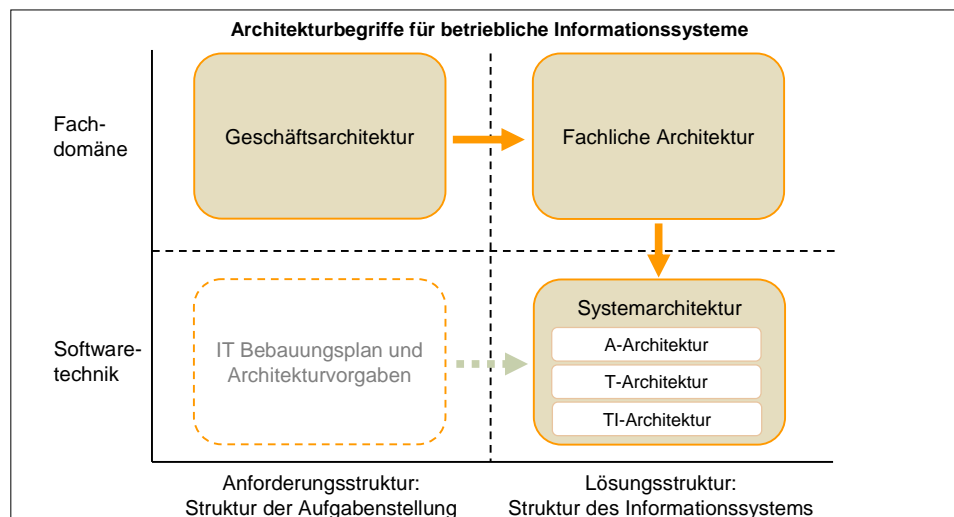 Architekturbegriffe für betriebliche Informationssysteme
Fach-
domäne
Geschäftsarchitektur
Fachliche Architektur
Software-
technik
IT Bebauungsplan und
Architekturvorgaben
Systemarchitektur
A-Architektur
T-Architektur
TI-Architektur
Anforderungsstruktur:
Struktur der Aufgabenstellung
Lösungsstruktur:
Struktur des Informationssystems